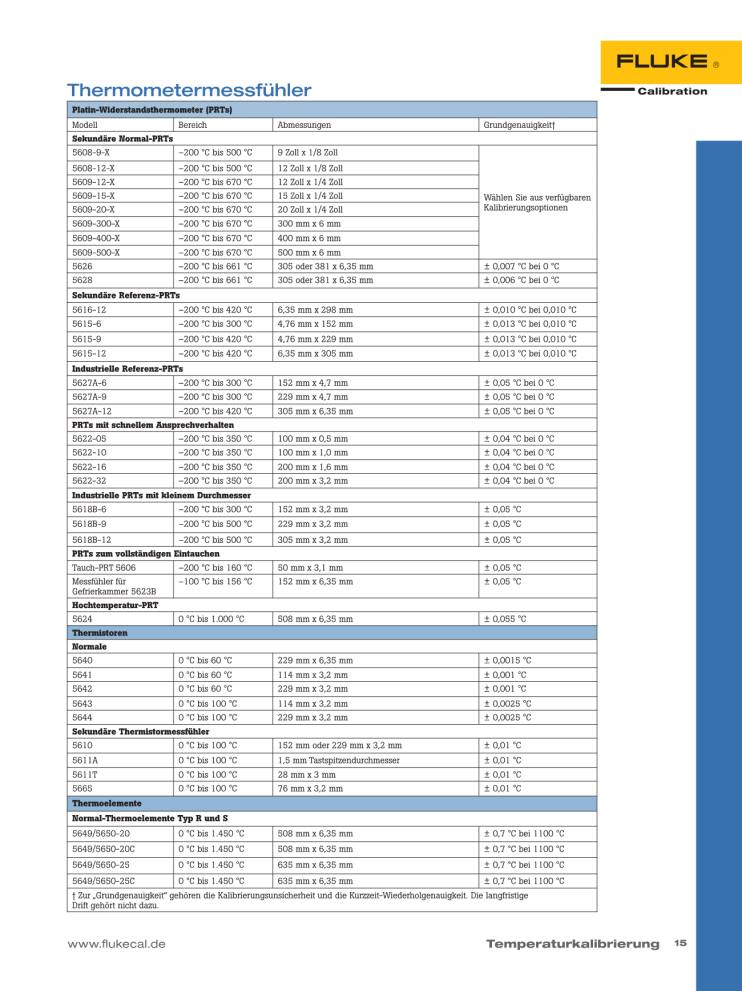 FLUKE ®
Calibration
Thermometermessfühler
Platin-Widerstandsthermometer (PRTs)
Modell Bereich Abmessungen Grundgenauigkeit†
Sekundäre Normal-PRTs
5608-9-X –200 °C bis 500 °C 9 Zoll x 1/8 Zoll
5608-12-X –200 °C bis 500 °C 12 Zoll x 1/8 Zoll
5609-12-X –200 °C bis 670 °C 12 Zoll x 1/4 Zoll
5609-15-X –200 °C bis 670 °C 15 Zoll x 1/4 Zoll
Wählen Sie aus verfügbaren
5609-20-X –200 °C bis 670 °C 20 Zoll x 1/4 Zoll
Kalibrierungsoptionen
5609-300-X –200 °C bis 670 °C 300 mm x 6 mm
5609-400-X –200 °C bis 670 °C 400 mm x 6 mm
5609-500-X –200 °C bis 670 °C 500 mm x 6 mm
5626 –200 °C bis 661 °C 305 oder 381 x 6,35 mm ± 0,007 °C bei 0 °C
5628 –200 °C bis 661 °C 305 oder 381 x 6,35 mm ± 0,006 °C bei 0 °C
Sekundäre Referenz-PRTs
5616-12 –200 °C bis 420 °C 6,35 mm x 298 mm ± 0,010 °C bei 0,010 °C
5615-6 –200 °C bis 300 °C 4,76 mm x 152 mm ± 0,013 °C bei 0,010 °C
5615-9 –200 °C bis 420 °C 4,76 mm x 229 mm ± 0,013 °C bei 0,010 °C
5615-12 –200 °C bis 420 °C 6,35 mm x 305 mm ± 0,013 °C bei 0,010 °C
Industrielle Referenz-PRTs
5627A-6 –200 °C bis 300 °C 152 mm x 4,7 mm ± 0,05 °C bei 0 °C
5627A-9 –200 °C bis 300 °C 229 mm x 4,7 mm ± 0,05 °C bei 0 °C
5627A-12 –200 °C bis 420 °C 305 mm x 6,35 mm ± 0,05 °C bei 0 °C
PRTs mit schnellem Ansprechverhalten
5622-05 –200 °C bis 350 °C 100 mm x 0,5 mm ± 0,04 °C bei 0 °C
5622-10 –200 °C bis 350 °C 100 mm x 1,0 mm ± 0,04 °C bei 0 °C
5622-16 –200 °C bis 350 °C 200 mm x 1,6 mm ± 0,04 °C bei 0 °C
5622-32 –200 °C bis 350 °C 200 mm x 3,2 mm ± 0,04 °C bei 0 °C
Industrielle PRTs mit kleinem Durchmesser
5618B-6 –200 °C bis 300 °C 152 mm x 3,2 mm ± 0,05 °C
5618B-9 –200 °C bis 500 °C 229 mm x 3,2 mm ± 0,05 °C
5618B-12 –200 °C bis 500 °C 305 mm x 3,2 mm ± 0,05 °C
PRTs zum vollständigen Eintauchen
Tauch-PRT 5606 –200 °C bis 160 °C 50 mm x 3,1 mm ± 0,05 °C
Messfühler für –100 °C bis 156 °C 152 mm x 6,35 mm ± 0,05 °C
Gefrierkammer 5623B
Hochtemperatur-PRT
5624 0 °C bis 1.000 °C 508 mm x 6,35 mm ± 0,055 °C
Thermistoren
Normale
5640 0 °C bis 60 °C 229 mm x 6,35 mm ± 0,0015 °C
5641 0 °C bis 60 °C 114 mm x 3,2 mm ± 0,001 °C
5642 0 °C bis 60 °C 229 mm x 3,2 mm ± 0,001 °C
5643 0 °C bis 100 °C 114 mm x 3,2 mm ± 0,0025 °C
5644 0 °C bis 100 °C 229 mm x 3,2 mm ± 0,0025 °C
Sekundäre Thermistormessfühler
5610 0 °C bis 100 °C 152 mm oder 229 mm x 3,2 mm ± 0,01 °C
5611A 0 °C bis 100 °C 1,5 mm Tastspitzendurchmesser ± 0,01 °C
5611T 0 °C bis 100 °C 28 mm x 3 mm ± 0,01 °C
5665 0 °C bis 100 °C 76 mm x 3,2 mm ± 0,01 °C
Thermoelemente
Normal-Thermoelemente Typ R und S
5649/5650-20 0 °C bis 1.450 °C 508 mm x 6,35 mm ± 0,7 °C bei 1100 °C
5649/5650-20C 0 °C bis 1.450 °C 508 mm x 6,35 mm ± 0,7 °C bei 1100 °C
5649/5650-25 0 °C bis 1.450 °C 635 mm x 6,35 mm ± 0,7 °C bei 1100 °C
5649/5650-25C 0 °C bis 1.450 °C 635 mm x 6,35 mm ± 0,7 °C bei 1100 °C
† Zur „Grundgenauigkeit“ gehören die Kalibrierungsunsicherheit und die Kurzzeit-Wiederholgenauigkeit. Die langfristige
Drift gehört nicht dazu.
www.flukecal.de Temperaturkalibrierung 15